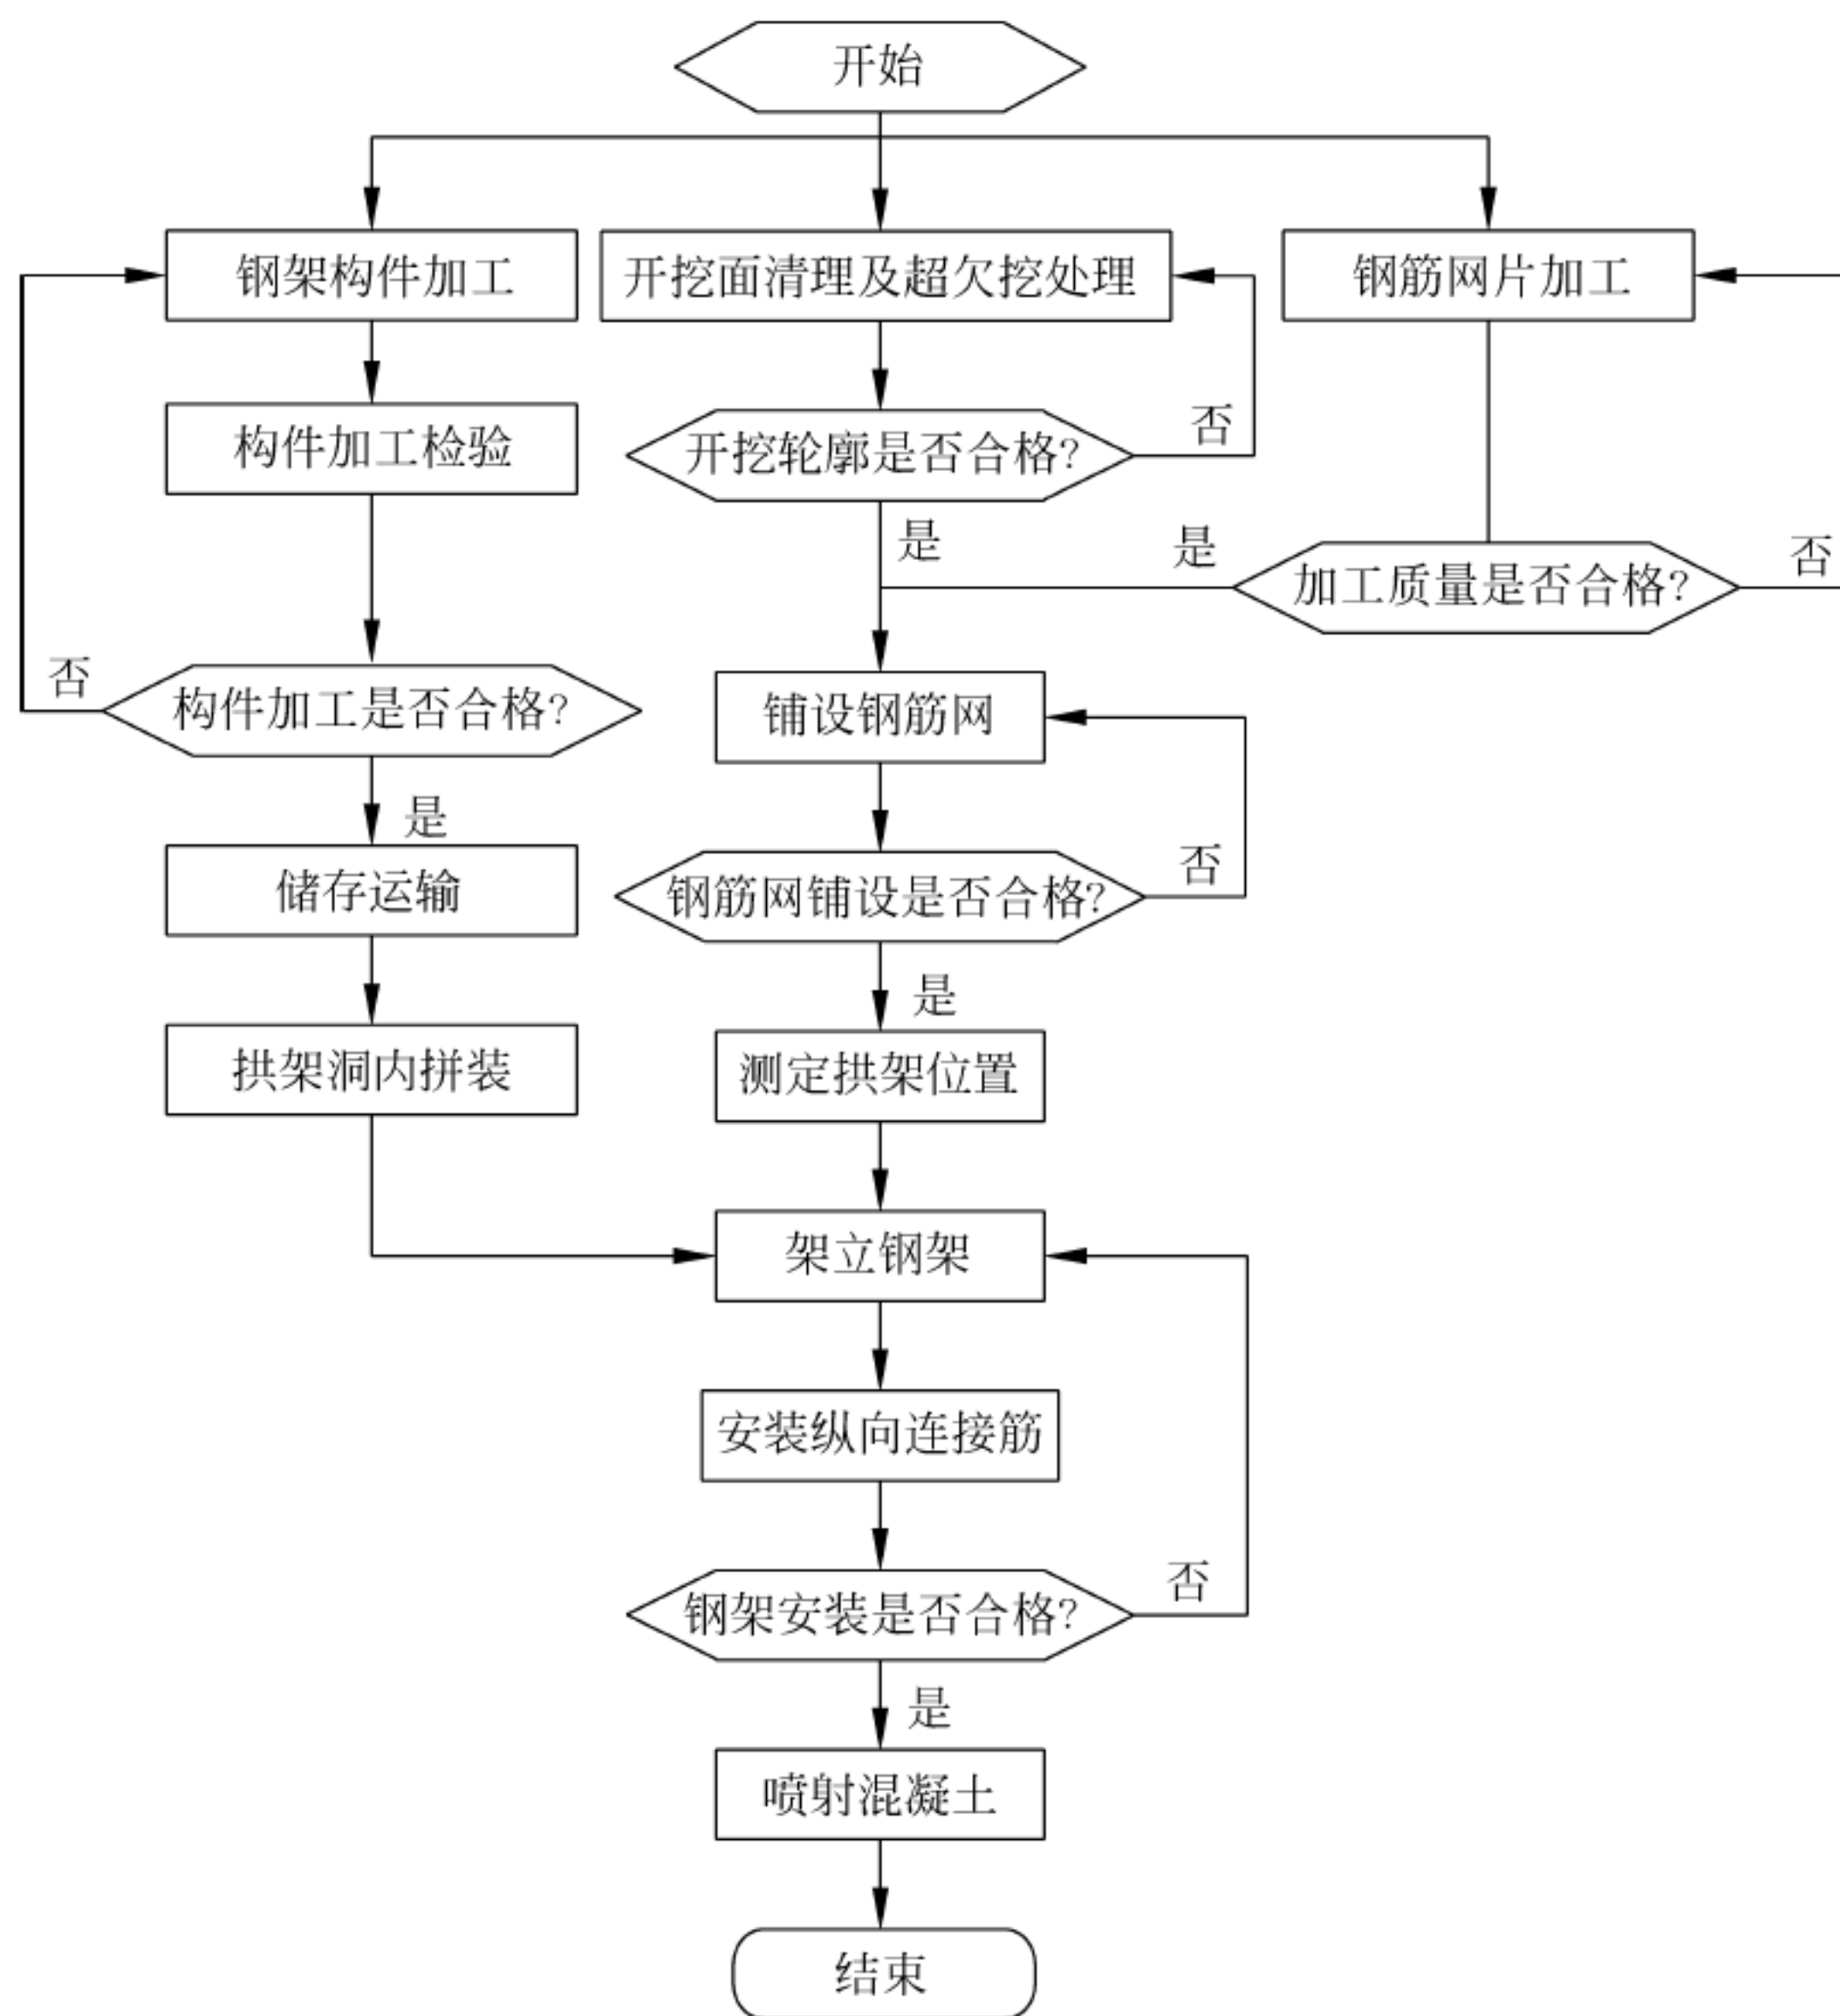 开始
钢架构件加工
开挖面清理及超欠挖处理
钢筋网片加工
构件加工检验
开挖轮廓是否合格?
否
是
是
加工质量是否合格?
否
否
构件加工是否合格?
铺设钢筋网
是
储存运输
钢筋网铺设是否合格?
否
是
拱架洞内拼装
测定拱架位置
架立钢架
安装纵向连接筋
钢架安装是否合格?
否
是
喷射混凝土
结束